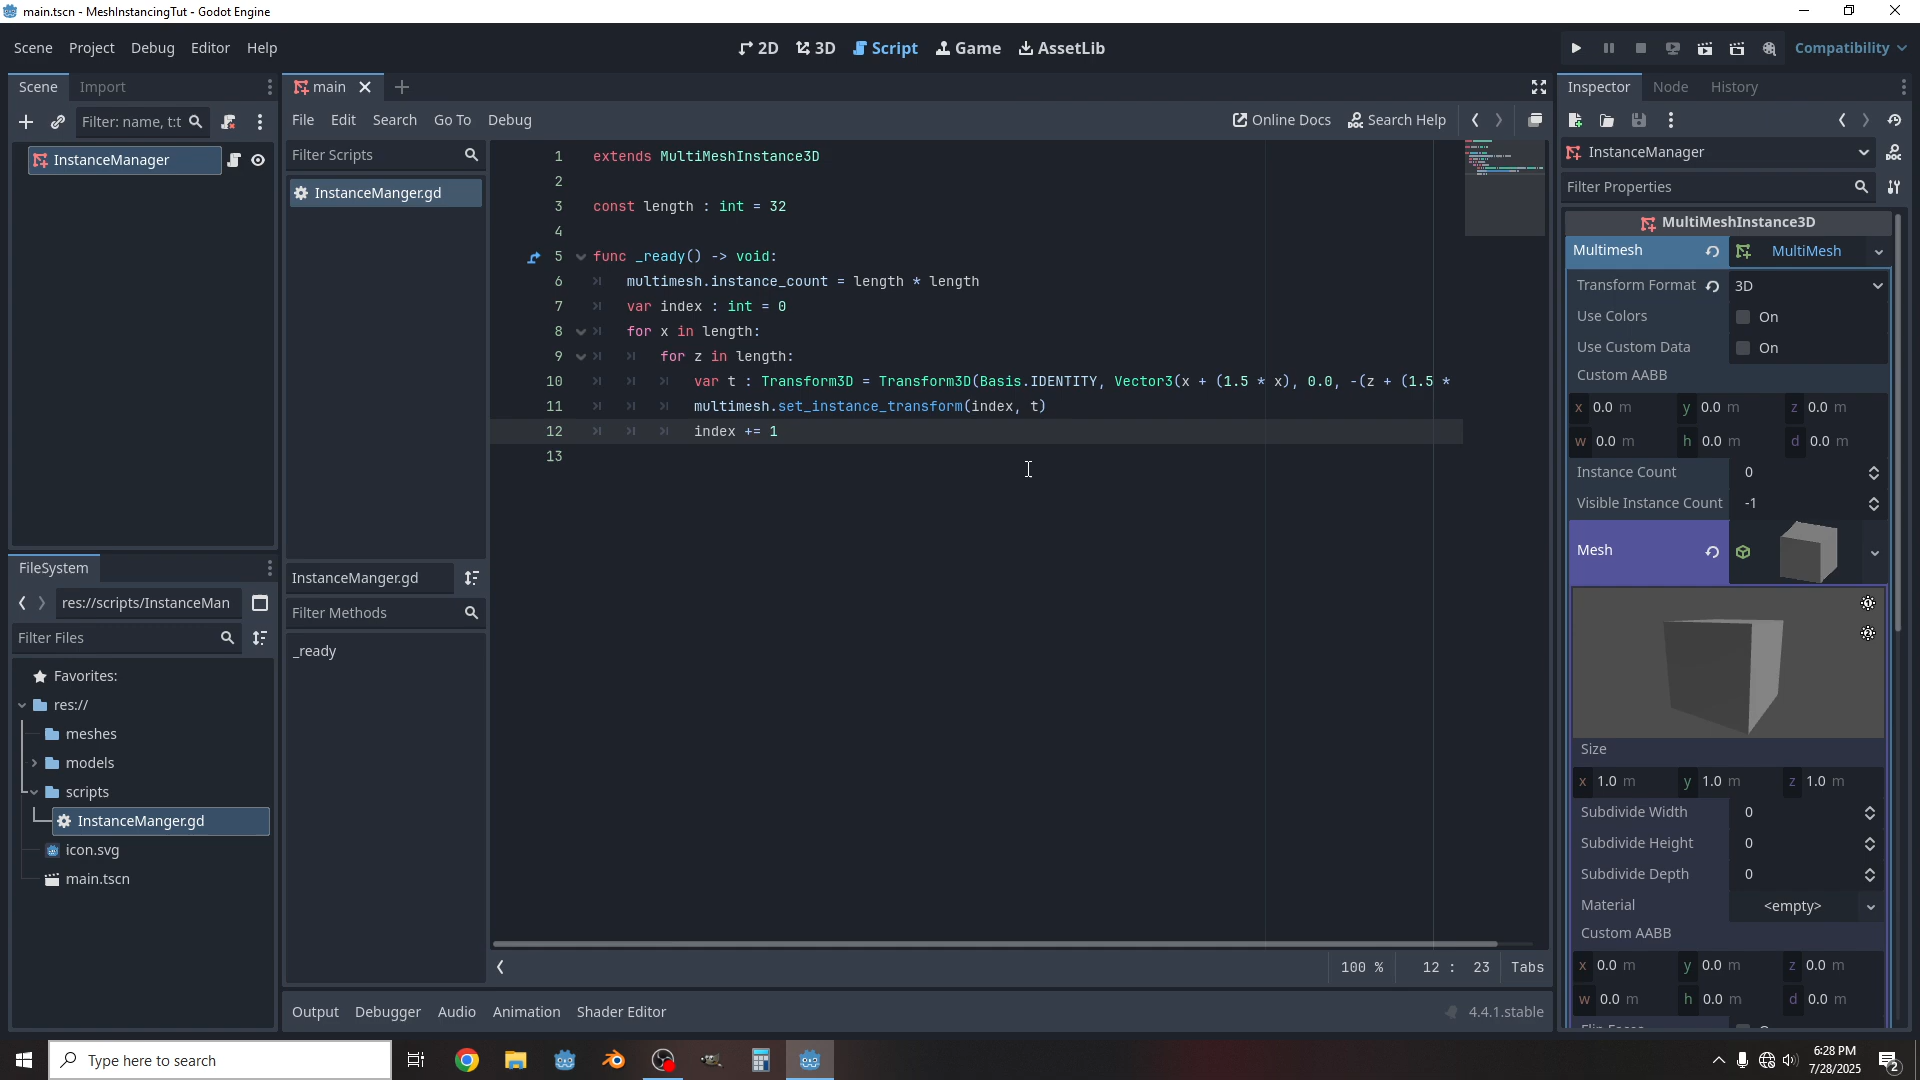 main.tscn - MeshInstancingTut - Godot Engine
Scene Project Debug Editor Help
2D 3D Script Game AssetLib
Compatibility
Scene Import
main
Inspector Node History
Filter: name, t:t
File Edit Search Go To Debug
Online Docs Search Help
InstanceManager
Filter Scripts
InstanceManger.gd
InstanceManager
Filter Properties
1 extends MultiMeshInstance3D
2
3 const length : int = 32
4
5 func _ready() -> void:
6 multimesh.instance_count = length * length
7 var index : int = 0
8 for x in length:
9 for z in length:
10 var t : Transform3D = Transform3D(Basis.IDENTITY, Vector3(x + (1.5 * x), 0.0, -(z + (1.5 *
11 multimesh.set_instance_transform(index, t)
12 index += 1
13
MultiMeshInstance3D
Multimesh MultiMesh
Transform Format 3D
Use Colors On
Use Custom Data On
Custom AABB
x 0.0 m y 0.0 m z 0.0 m
w 0.0 m h 0.0 m d 0.0 m
Instance Count 0
Visible Instance Count -1
Mesh
Size
x 1.0 m y 1.0 m z 1.0 m
Subdivide Width 0
Subdivide Height 0
Subdivide Depth 0
Material <empty>
Custom AABB
x 0.0 m y 0.0 m z 0.0 m
w 0.0 m h 0.0 m d 0.0 m
FileSystem
res://scripts/InstanceMan
Filter Files
Favorites:
res://
meshes
models
scripts
InstanceManger.gd
icon.svg
main.tscn
InstanceManger.gd
Filter Methods
_ready
100 % 12 : 23 Tabs
Output Debugger Audio Animation Shader Editor
4.4.1.stable
Type here to search
6:28 PM
7/28/2025
2